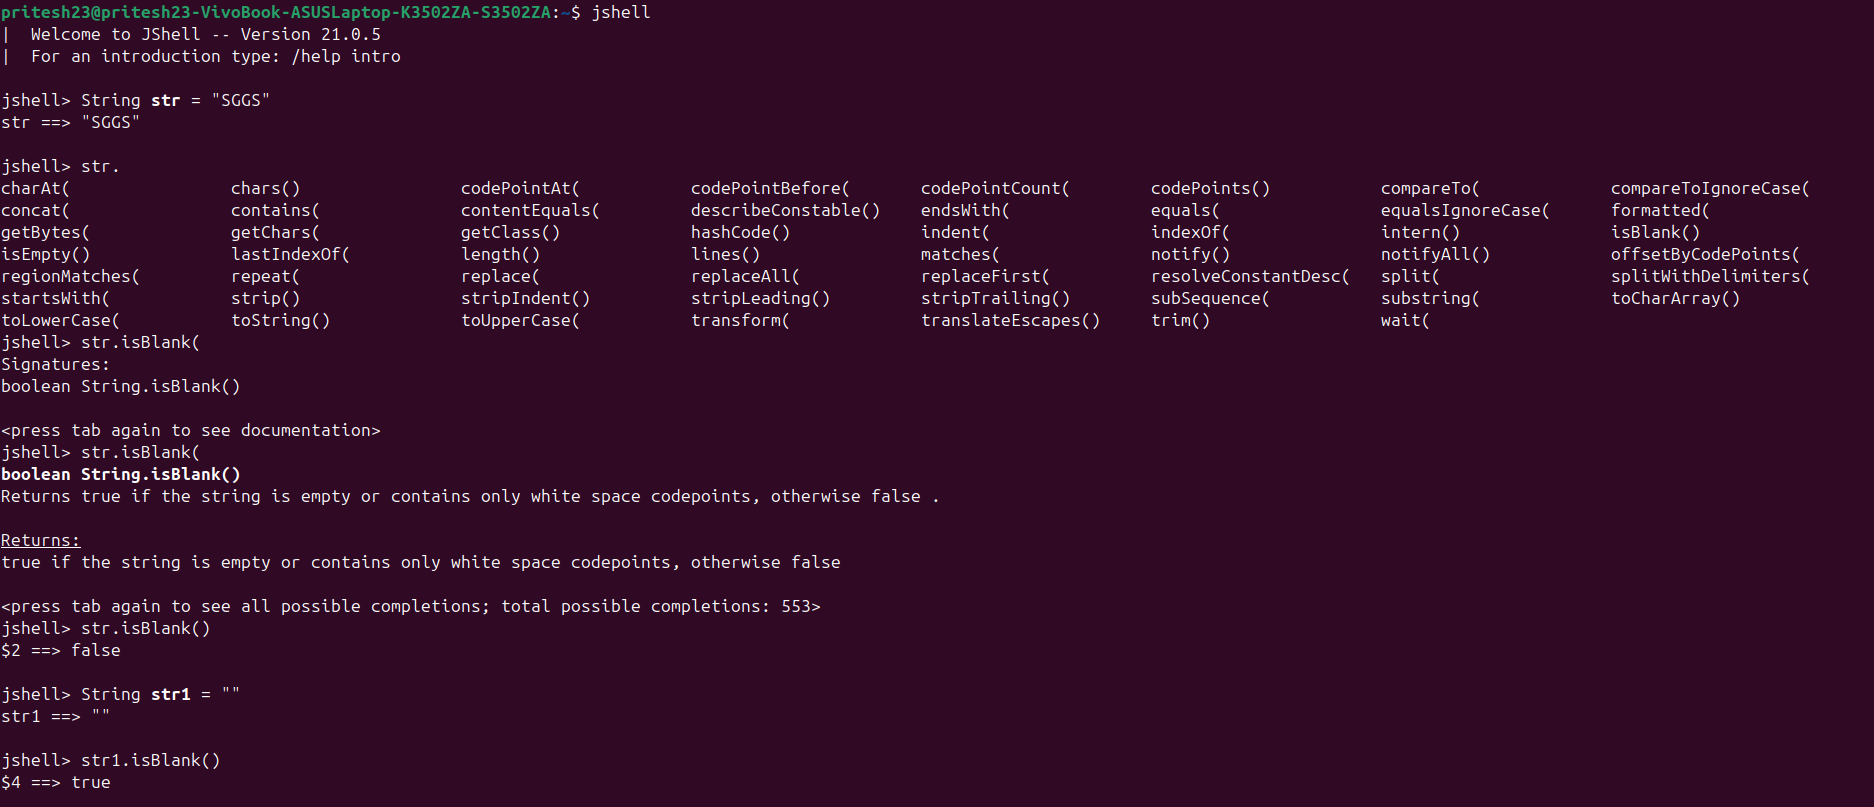 pritesh23@pritesh23-VivoBook-ASUSLaptop-K3502ZA-S3502ZA:~$ jshell
|  Welcome to JShell -- Version 21.0.5
|  For an introduction type: /help intro

jshell> String str = "SGGS"
str ==> "SGGS"

jshell> str.
charAt(                chars()                codePointAt(           codePointBefore(       codePointCount(        codePoints()           compareTo(             compareToIgnoreCase(
concat(                contains(              contentEquals(         describeConstable()    endsWith(              equals(                equalsIgnoreCase(      formatted(
getBytes(              getChars(              getClass()             hashCode()             indent(                indexOf(               intern()               isBlank()
isEmpty()              lastIndexOf(           length()               lines()                matches(               notify()               notifyAll()            offsetByCodePoints(
regionMatches(         repeat(                replace(               replaceAll(            replaceFirst(          resolveConstantDesc(   split(                 splitWithDelimiters(
startsWith(            strip()                stripIndent()          stripLeading()         stripTrailing()        subSequence(           substring(             toCharArray()
toLowerCase(           toString()             toUpperCase(           transform(             translateEscapes()     trim()                 wait(
jshell> str.isBlank(
Signatures:
boolean String.isBlank()

<press tab again to see documentation>
jshell> str.isBlank(
boolean String.isBlank()
Returns true if the string is empty or contains only white space codepoints, otherwise false .

Returns:
true if the string is empty or contains only white space codepoints, otherwise false

<press tab again to see all possible completions; total possible completions: 553>
jshell> str.isBlank()
$2 ==> false

jshell> String str1 = ""
str1 ==> ""

jshell> str1.isBlank()
$4 ==> true